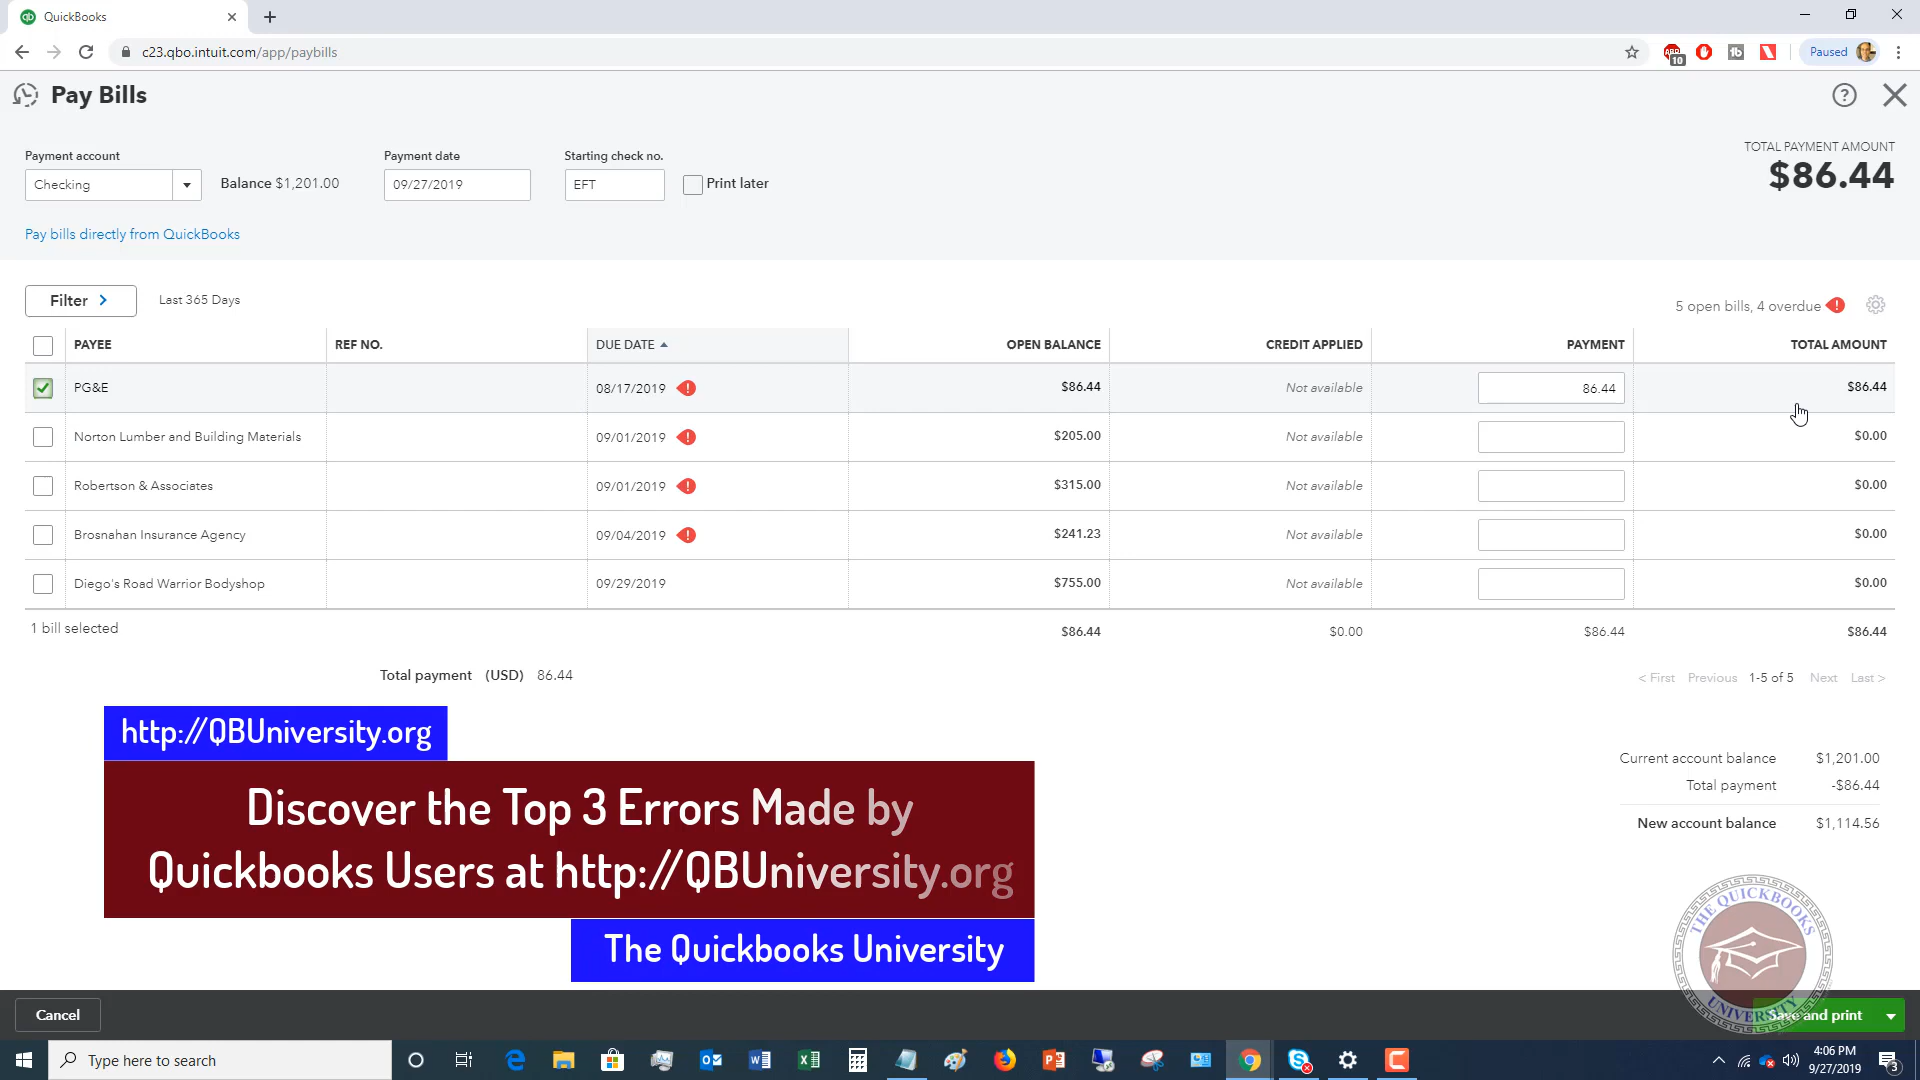 QuickBooks
c23.qbo.intuit.com/app/paybills
10
Paused
Pay Bills
Payment account
Payment date
Starting check no.
TOTAL PAYMENT AMOUNT
Checking
Balance $1,201.00
09/27/2019
EFT
Print later
$86.44
Pay bills directly from QuickBooks
Filter
Last 365 Days
5 open bills, 4 overdue
PAYEE REF NO. DUE DATE OPEN BALANCE CREDIT APPLIED PAYMENT TOTAL AMOUNT
PG&E 08/17/2019 $86.44 Not available 86.44 $86.44
Norton Lumber and Building Materials 09/01/2019 $205.00 Not available $0.00
Robertson & Associates 09/01/2019 $315.00 Not available $0.00
Brosnahan Insurance Agency 09/04/2019 $241.23 Not available $0.00
Diego's Road Warrior Bodyshop 09/29/2019 $755.00 Not available $0.00
1 bill selected $86.44 $0.00 $86.44 $86.44
Total payment (USD) 86.44
< First Previous 1-5 of 5 Next Last >
http://QBUniversity.org
Discover the Top 3 Errors Made by
Quickbooks Users at http://QBUniversity.org
The Quickbooks University
Current account balance $1,201.00
Total payment -$86.44
New account balance $1,114.56
THE QUICKBOOKS
UNIVERSITY
Cancel
Save and print
Type here to search
4:06 PM
9/27/2019
3